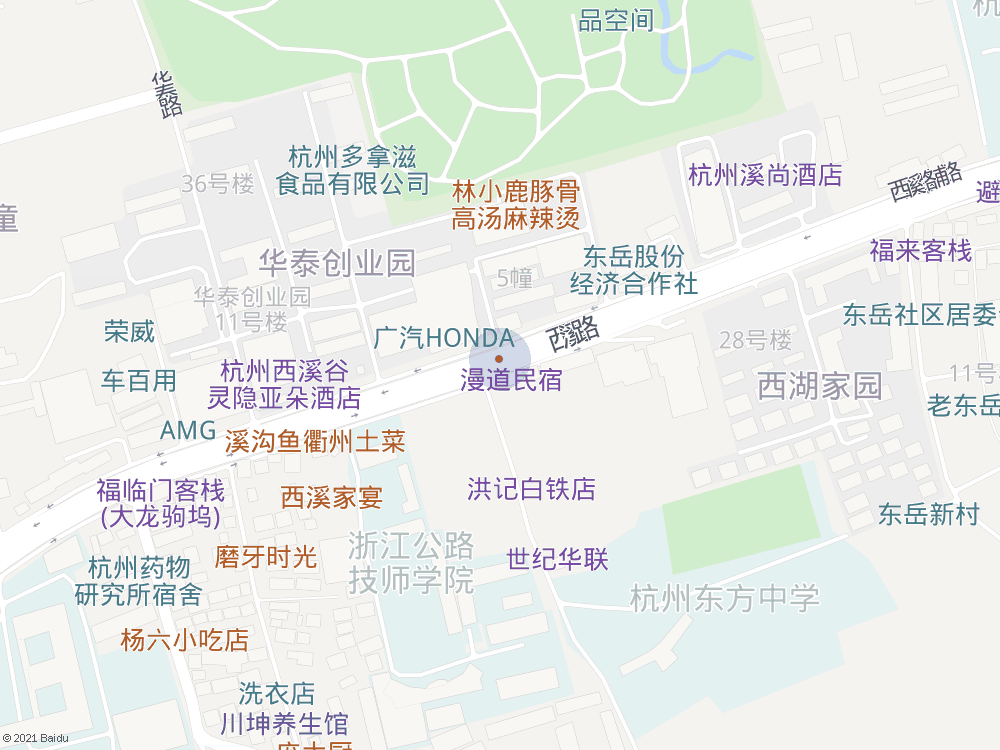 品空间
华泰路
杭州多拿滋
食品有限公司
36号楼
林小鹿豚骨
高汤麻辣烫
杭州溪尚酒店
西溪路辅路
避
童
华泰创业园
5幢
东岳股份
经济合作社
福来客栈
华泰创业园
11号楼
荣威
广汽HONDA
西溪路
28号楼
东岳社区居委
车百用
杭州西溪谷
灵隐亚朵酒店
漫道民宿
西湖家园
11号
老东岳
AMG
溪沟鱼衢州土菜
福临门客栈
(大龙驹坞)
西溪家宴
洪记白铁店
东岳新村
浙江公路
技师学院
磨牙时光
世纪华联
杭州药物
研究所宿舍
杭州东方中学
杨六小吃店
洗衣店
川坤养生馆
© 2021 Baidu